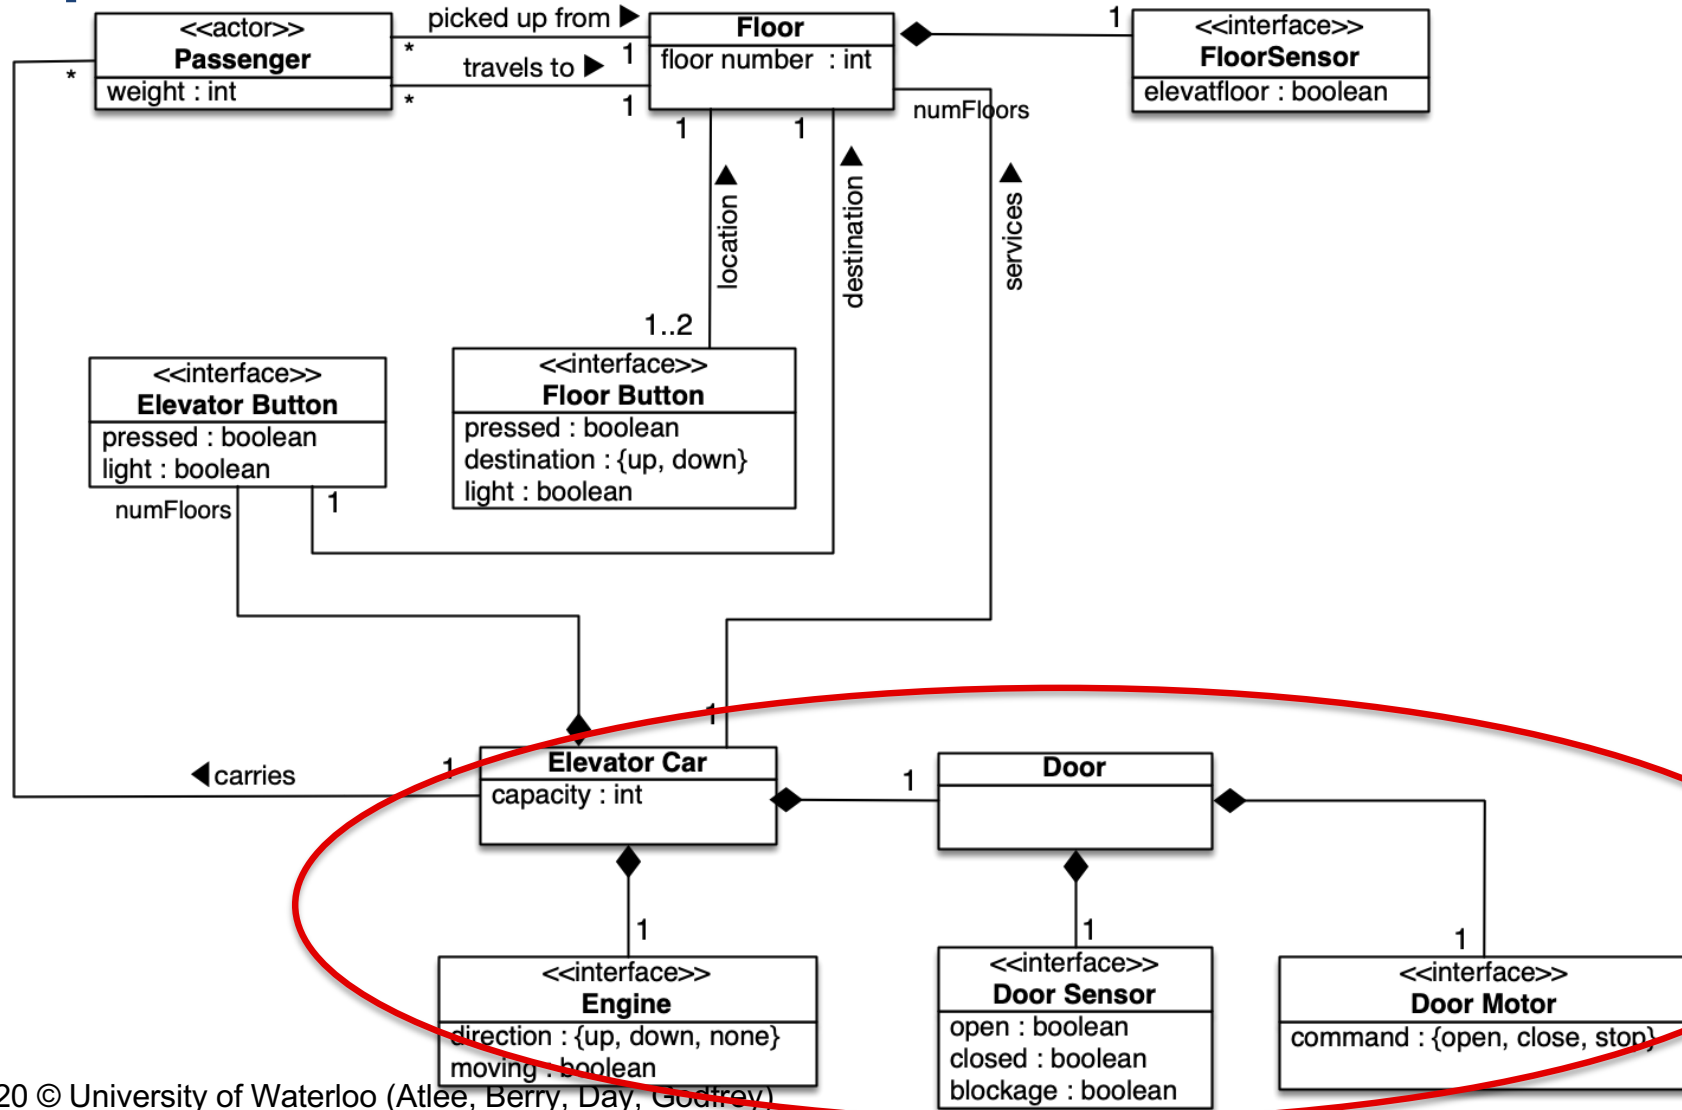 <<actor>>
Passenger
weight : int
picked up from ▶
*
1
travels to ▶
*
1
Floor
floor number : int
1
<<interface>>
FloorSensor
elevatfloor : boolean
numFloors
*
1
1
location ▶
destination ▶
services ▶
1..2
<<interface>>
Elevator Button
pressed : boolean
light : boolean
<<interface>>
Floor Button
pressed : boolean
destination : {up, down}
light : boolean
numFloors
1
1
◀ carries
1
Elevator Car
capacity : int
1
Door
1
<<interface>>
Engine
direction : {up, down, none}
moving : boolean
1
<<interface>>
Door Sensor
open : boolean
closed : boolean
blockage : boolean
1
<<interface>>
Door Motor
command : {open, close, stop}
20 © University of Waterloo (Atlee, Berry, Day, Godfrey)